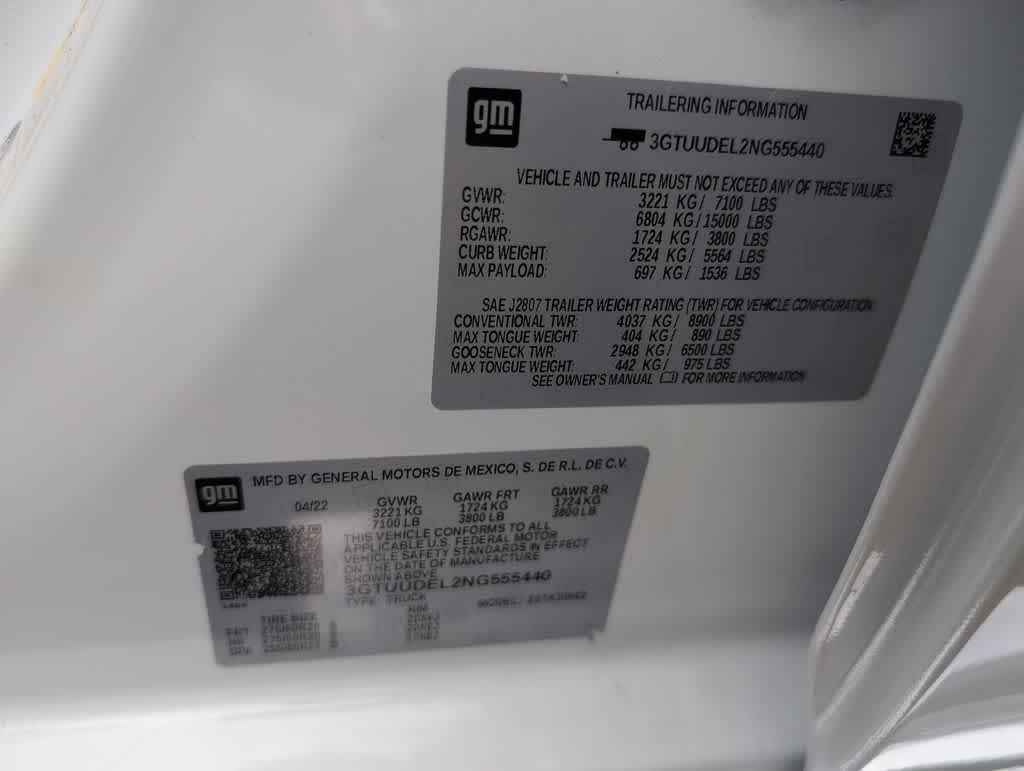 gm
TRAILERING INFORMATION
3GTUUDEL2NG555440
VEHICLE AND TRAILER MUST NOT EXCEED ANY OF THESE VALUES.
GVWR: 3221 KG/ 7100 LBS
GCWR: 6804 KG/15000 LBS
RGAWR: 1724 KG/ 3800 LBS
CURB WEIGHT: 2524 KG/ 5564 LBS
MAX PAYLOAD: 697 KG/ 1536 LBS
SAE J2807 TRAILER WEIGHT RATING (TWR) FOR VEHICLE CONFIGURATION:
CONVENTIONAL TWR: 4037 KG/ 8900 LBS
MAX TONGUE WEIGHT: 404 KG/ 890 LBS
GOOSENECK TWR: 2948 KG/ 6500 LBS
MAX TONGUE WEIGHT: 442 KG/ 975 LBS
SEE OWNER'S MANUAL FOR MORE INFORMATION
gm
MFD BY GENERAL MOTORS DE MEXICO, S. DE R.L. DE C.V.
04/22 GVWR GAWR FRT GAWR RR
3221 KG 1724 KG 1724 KG
7100 LB 3800 LB 3800 LB
THIS VEHICLE CONFORMS TO ALL
APPLICABLE U.S. FEDERAL MOTOR
VEHICLE SAFETY STANDARDS IN EFFECT
ON THE DATE OF MANUFACTURE
SHOWN ABOVE
3GTUUDEL2NG555440
TYPE: TRUCK
TIRE SIZE RIM
FRT
RR